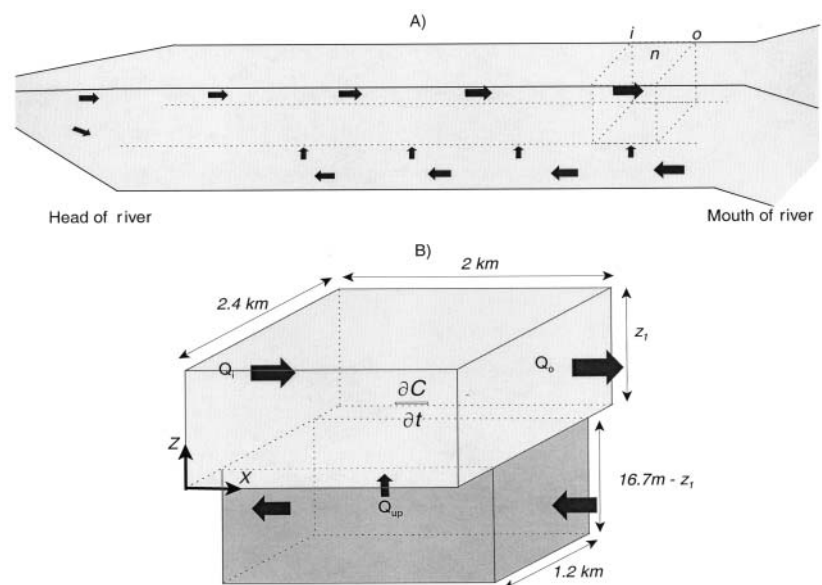 A)
i o
n
Head of river
Mouth of river
B)
2 km
2.4 km
z₁
Qᵢ
Qₒ
∂C
∂t
Z
X
Q_up
16.7m - z₁
1.2 km